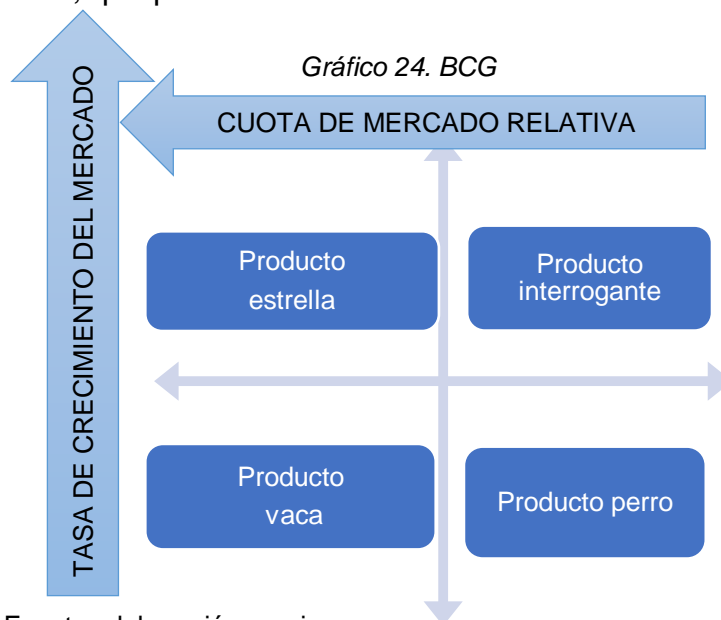 Gráfico 24. BCG
CUOTA DE MERCADO RELATIVA
TASA DE CRECIMIENTO DEL MERCADO
Producto
estrella
Producto
interrogante
Producto
vaca
Producto perro